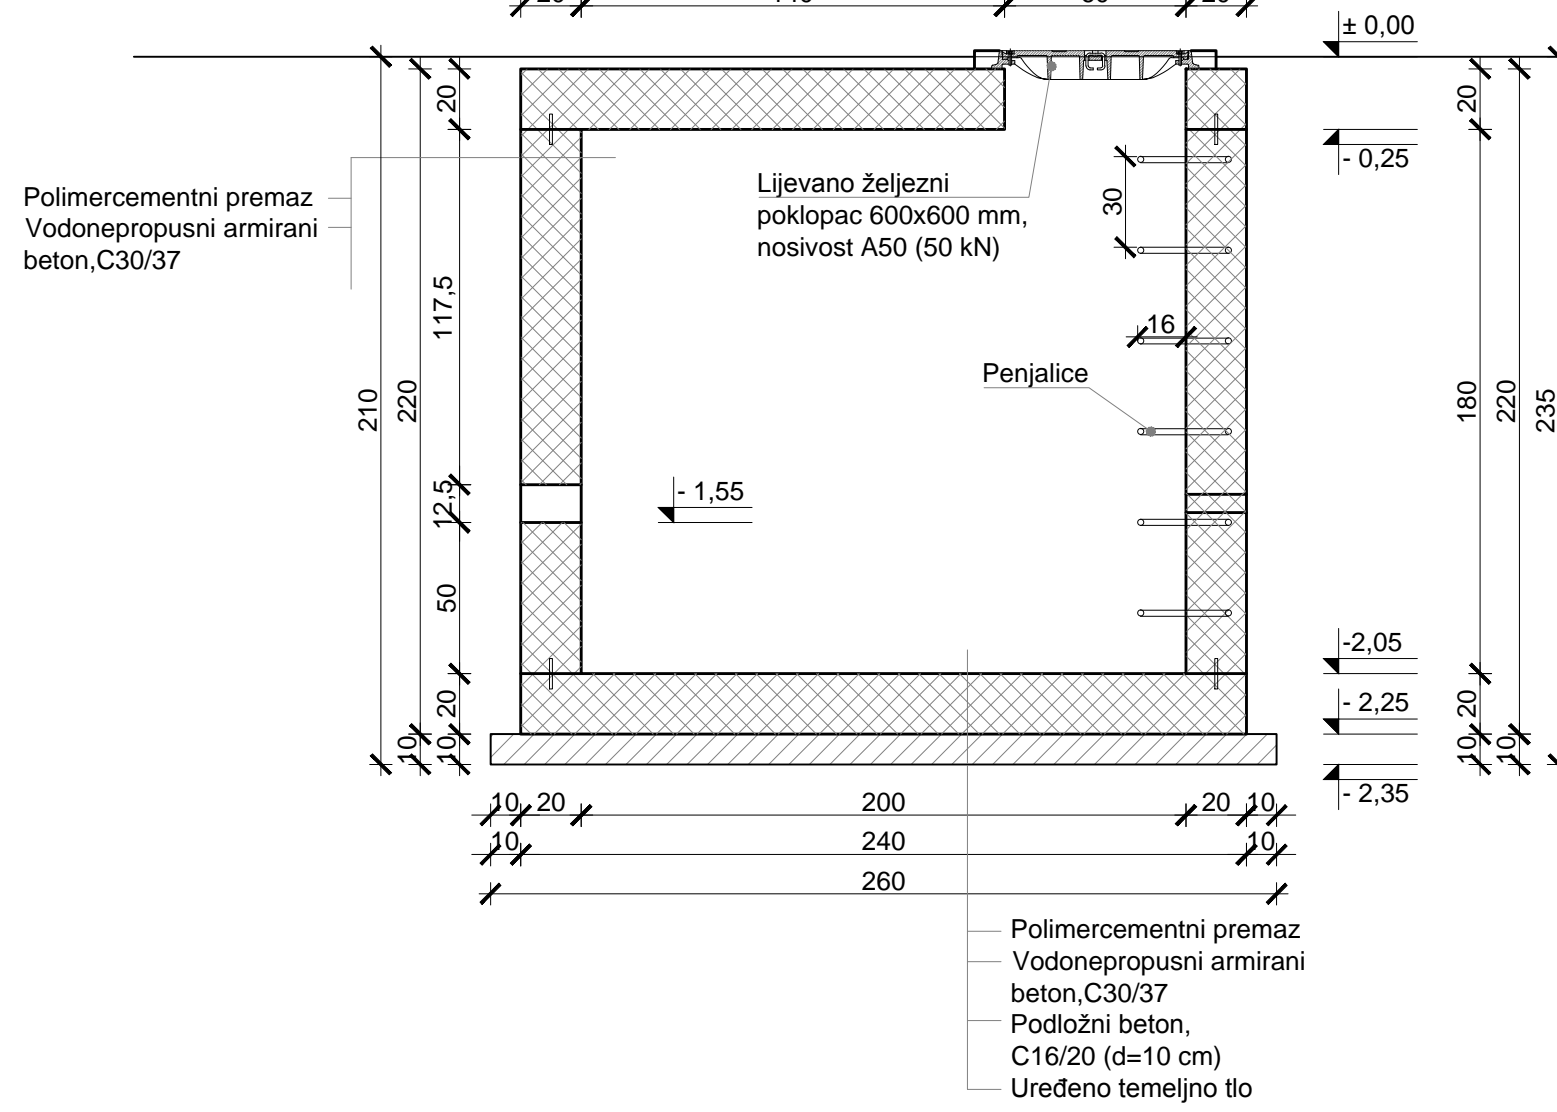 ± 0,00
20
20
- 0,25
Polimercementni premaz
Vodonepropusni armirani
beton,C30/37
Lijevano željezni
poklopac 600x600 mm,
nosivost A50 (50 kN)
30
117,5
16
Penjalice
210
220
180
220
235
12,5
- 1,55
50
-2,05
20
- 2,25
20
10
10
10
10
- 2,35
10
20
200
20
10
10
240
10
260
Polimercementni premaz
Vodonepropusni armirani
beton,C30/37
Podložni beton,
C16/20 (d=10 cm)
Uređeno temeljno tlo